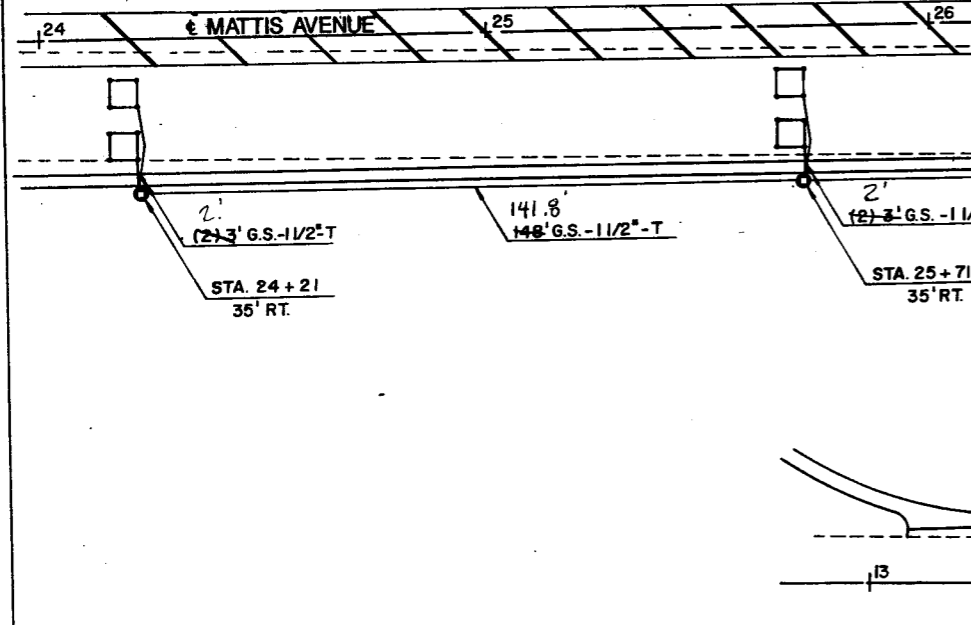 24
℄ MATTIS AVENUE
25
26
2'
(2) 3' G.S.-1 1/2"-T
STA. 24 + 21
35' RT.
141.8'
148' G.S.-1 1/2"-T
2'
(2) 3' G.S.-1 1/
STA. 25 + 71
35' RT.
13